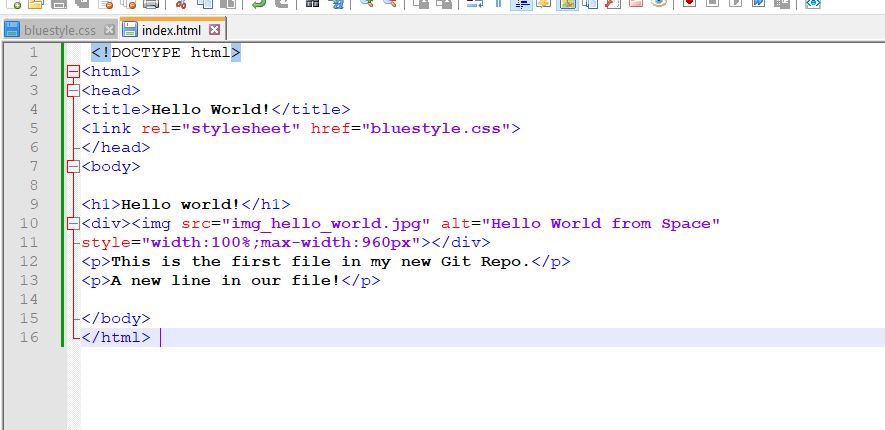 bluestyle.css index.html
1 <!DOCTYPE html>
2 <html>
3 <head>
4 <title>Hello World!</title>
5 <link rel="stylesheet" href="bluestyle.css">
6 </head>
7 <body>
8
9 <h1>Hello world!</h1>
10 <div><img src="img_hello_world.jpg" alt="Hello World from Space"
11 style="width:100%;max-width:960px"></div>
12 <p>This is the first file in my new Git Repo.</p>
13 <p>A new line in our file!</p>
14
15 </body>
16 </html>